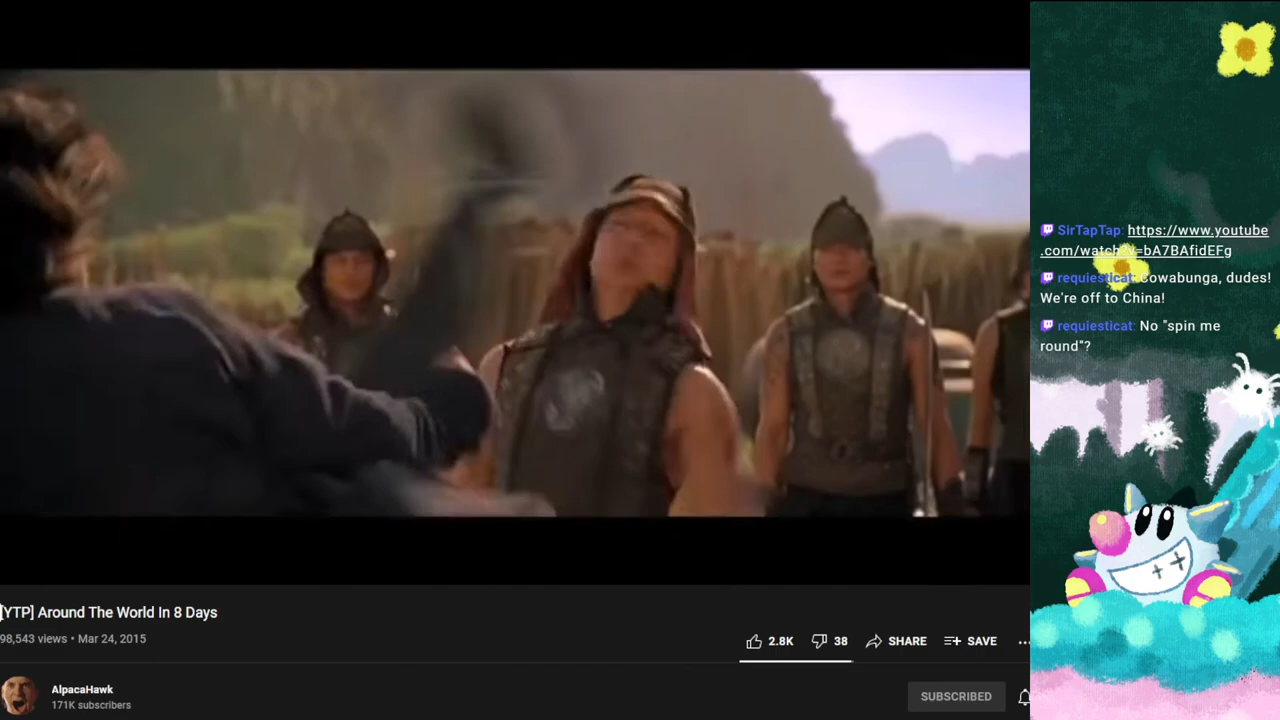 SirTapTap: https://www.youtube
.com/watch?v=bA7BAfidEFg
requiesticat: Cowabunga, dudes!
We're off to China!
requiesticat: No "spin me
round"?
[YTP] Around The World In 8 Days
98,543 views • Mar 24, 2015
2.8K
38
SHARE
SAVE
AlpacaHawk
171K subscribers
SUBSCRIBED